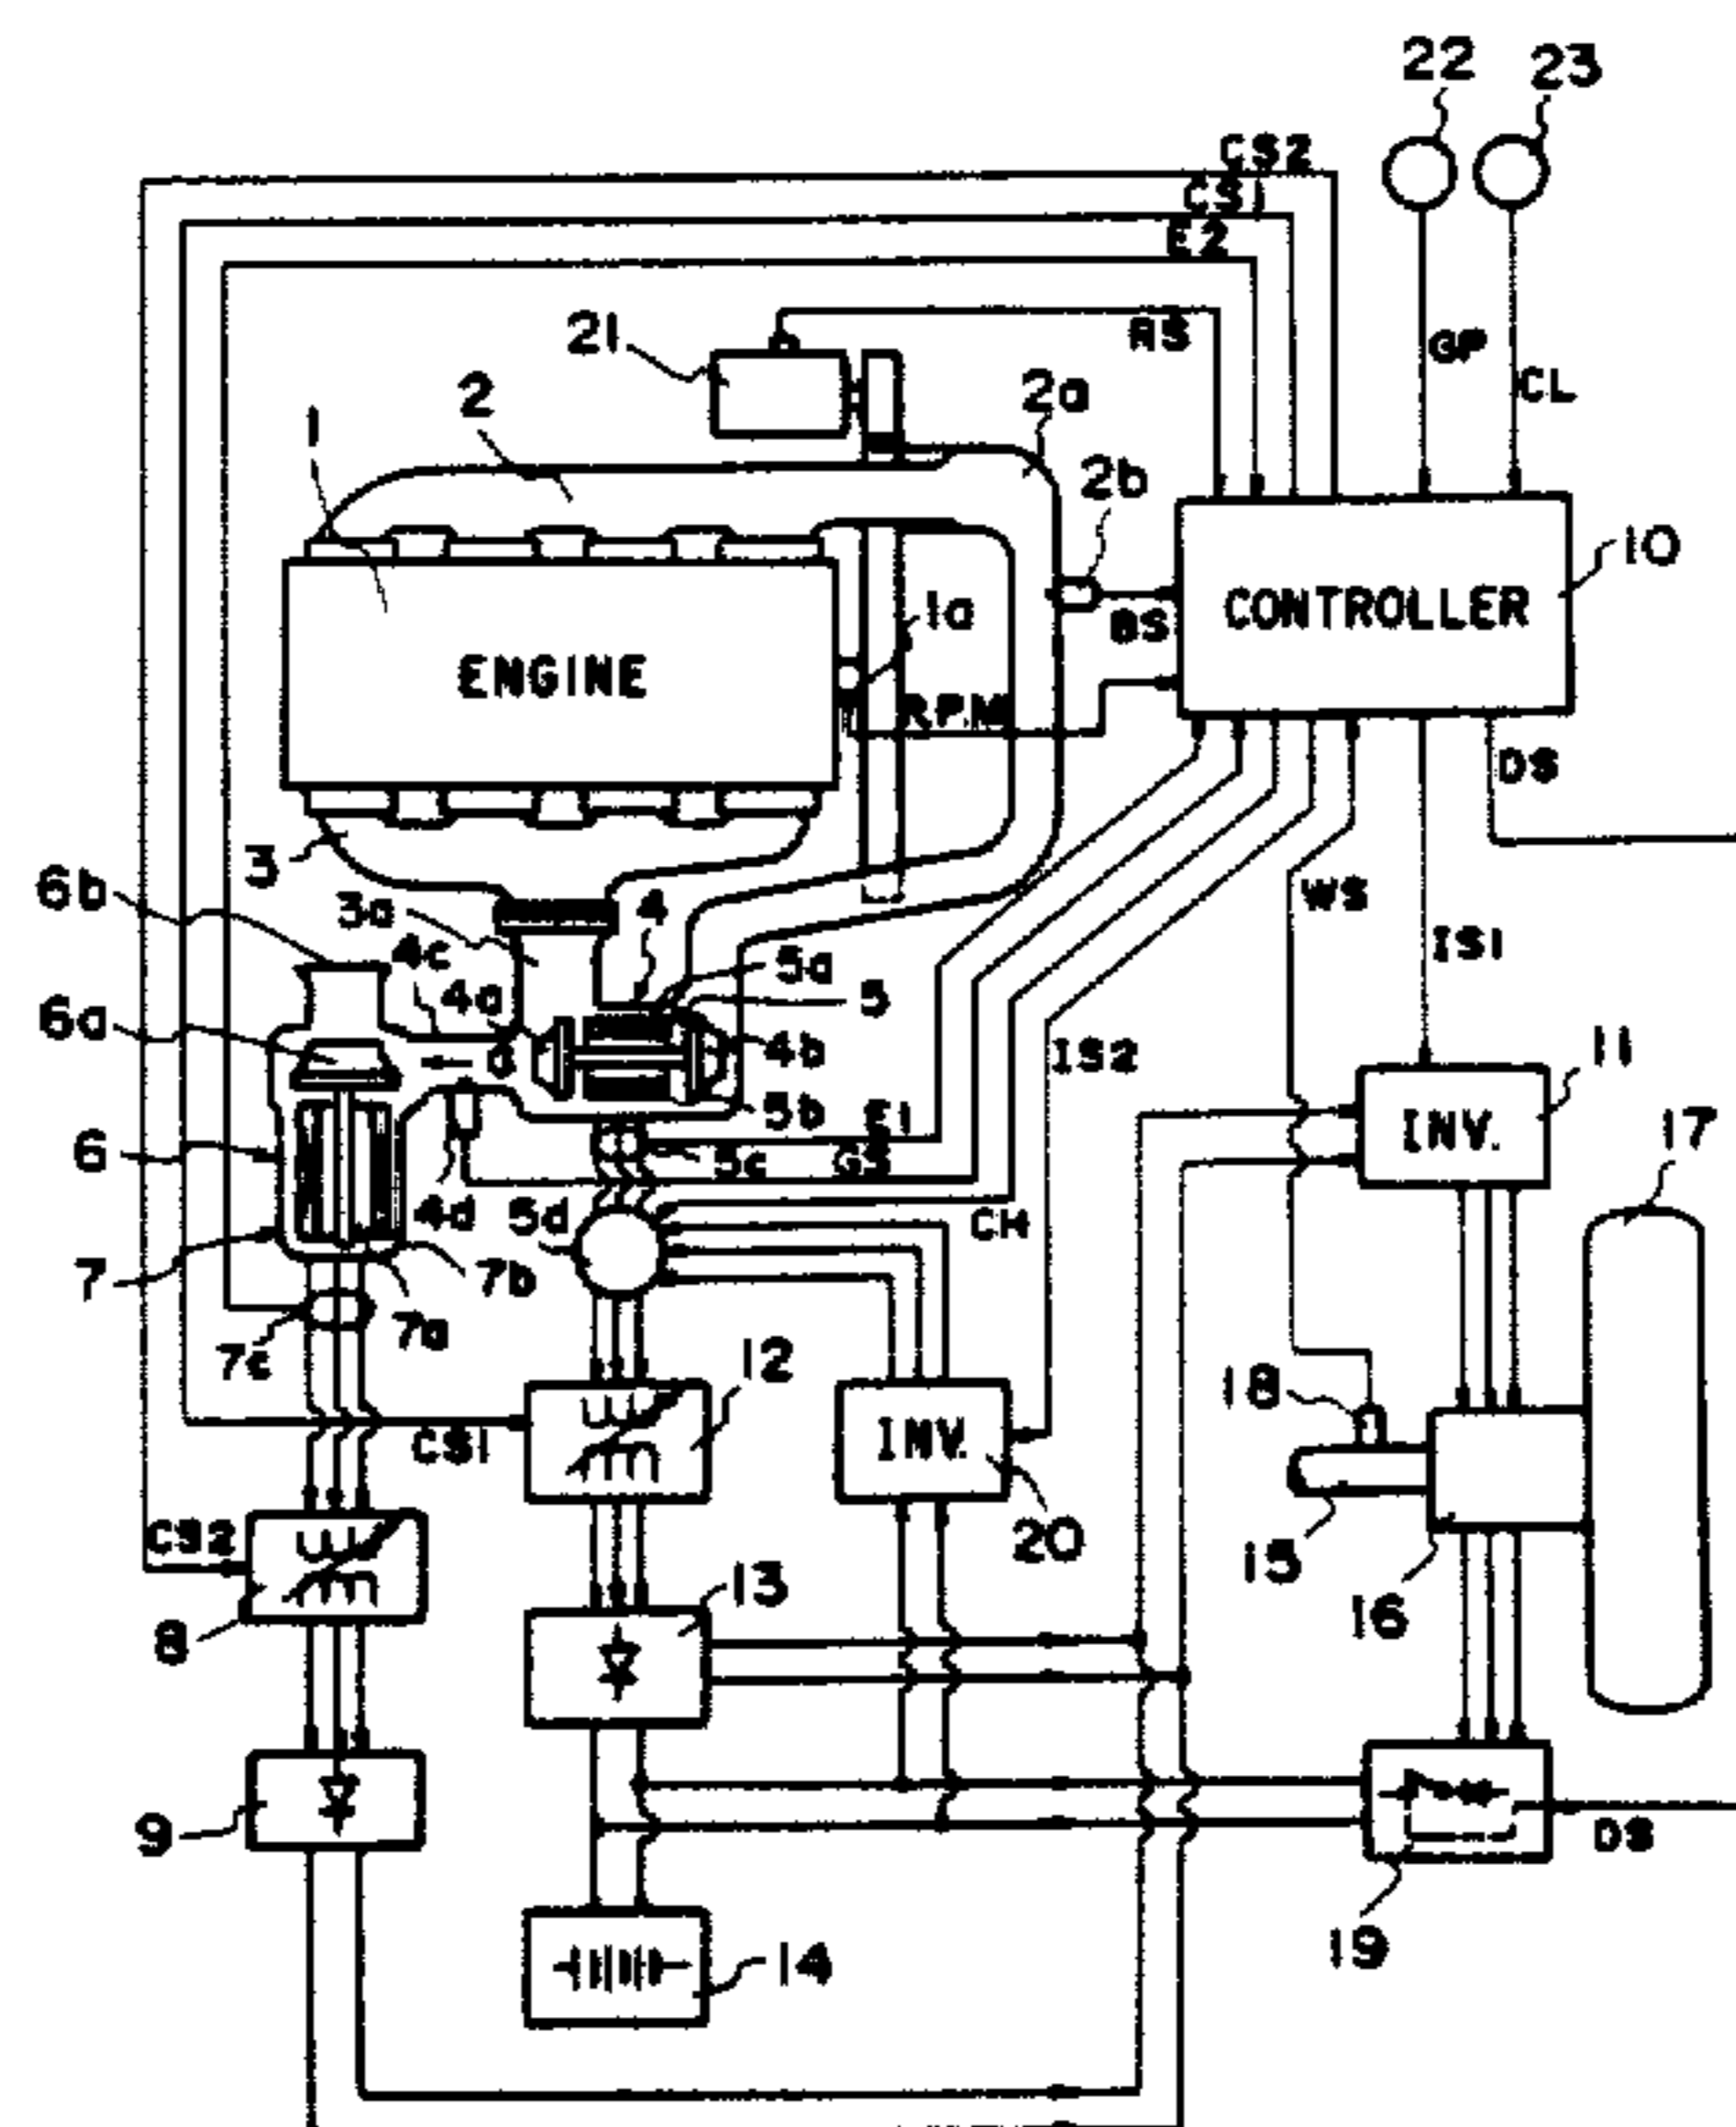 22
23
CS2
CS1
E2
21
RS
GP
CL
2
2a
1
2b
10
CONTROLLER
1a
BS
ENGINE
RPM
DS
3
6b
3a
4
WS
4c
5a
IS1
4a
5
6a
G
4b
IS2
11
5b
E1
INV.
17
6
5c
GS
4d
5d
CH
7
7b
7a
7c
12
18
CS1
INV.
CS2
20
15
13
16
8
9
DS
19
14